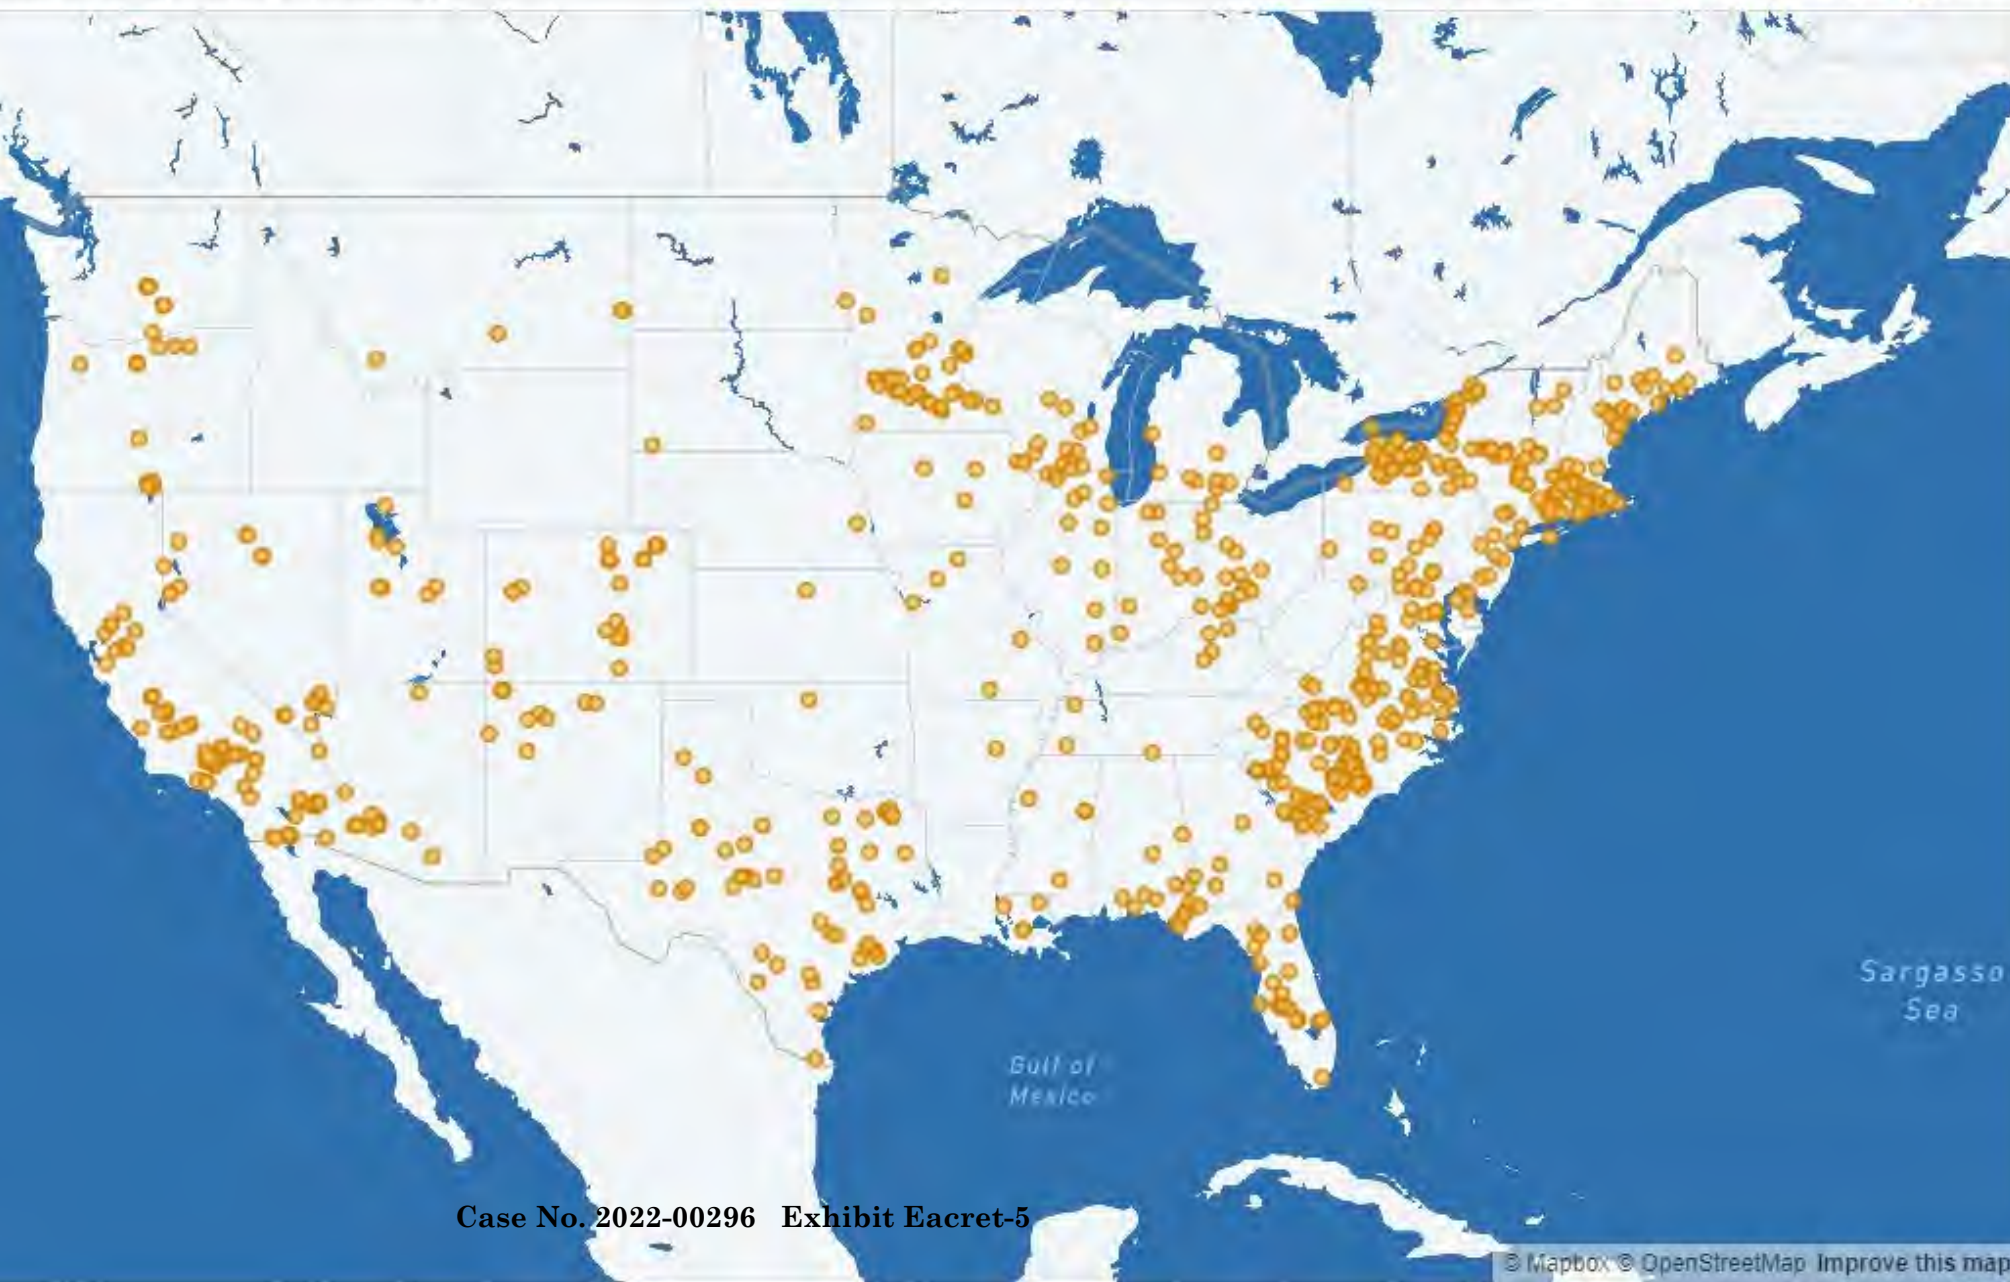 Sargasso
Sea
Gulf of
Mexico
Case No. 2022-00296 Exhibit Eacret-5
© Mapbox © OpenStreetMap Improve this map